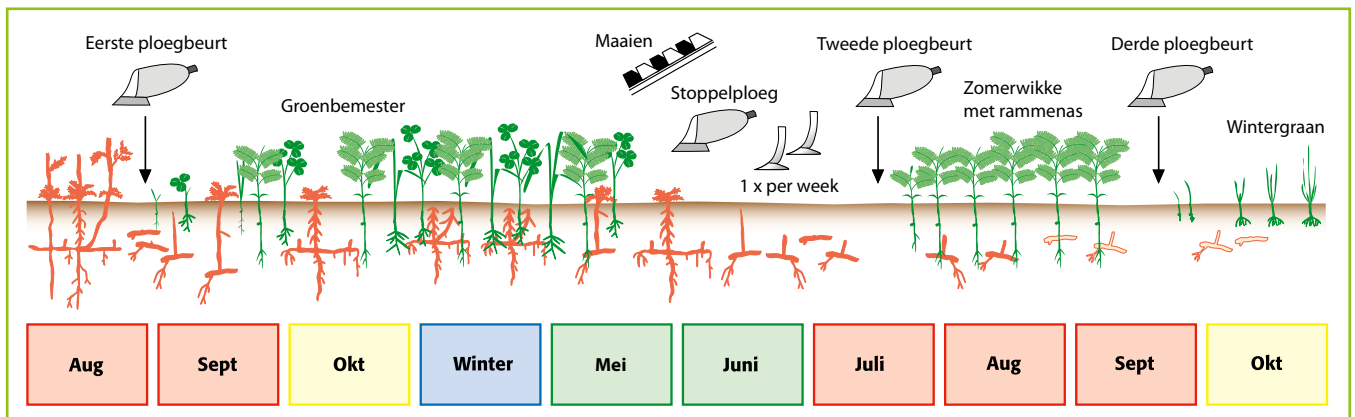 Eerste ploegbeurt
Groenbemester
Maaien
Stoppelploeg
1 x per week
Tweede ploegbeurt
Zomerwikke
met rammenas
Derde ploegbeurt
Wintergraan
Aug
Sept
Okt
Winter
Mei
Juni
Juli
Aug
Sept
Okt